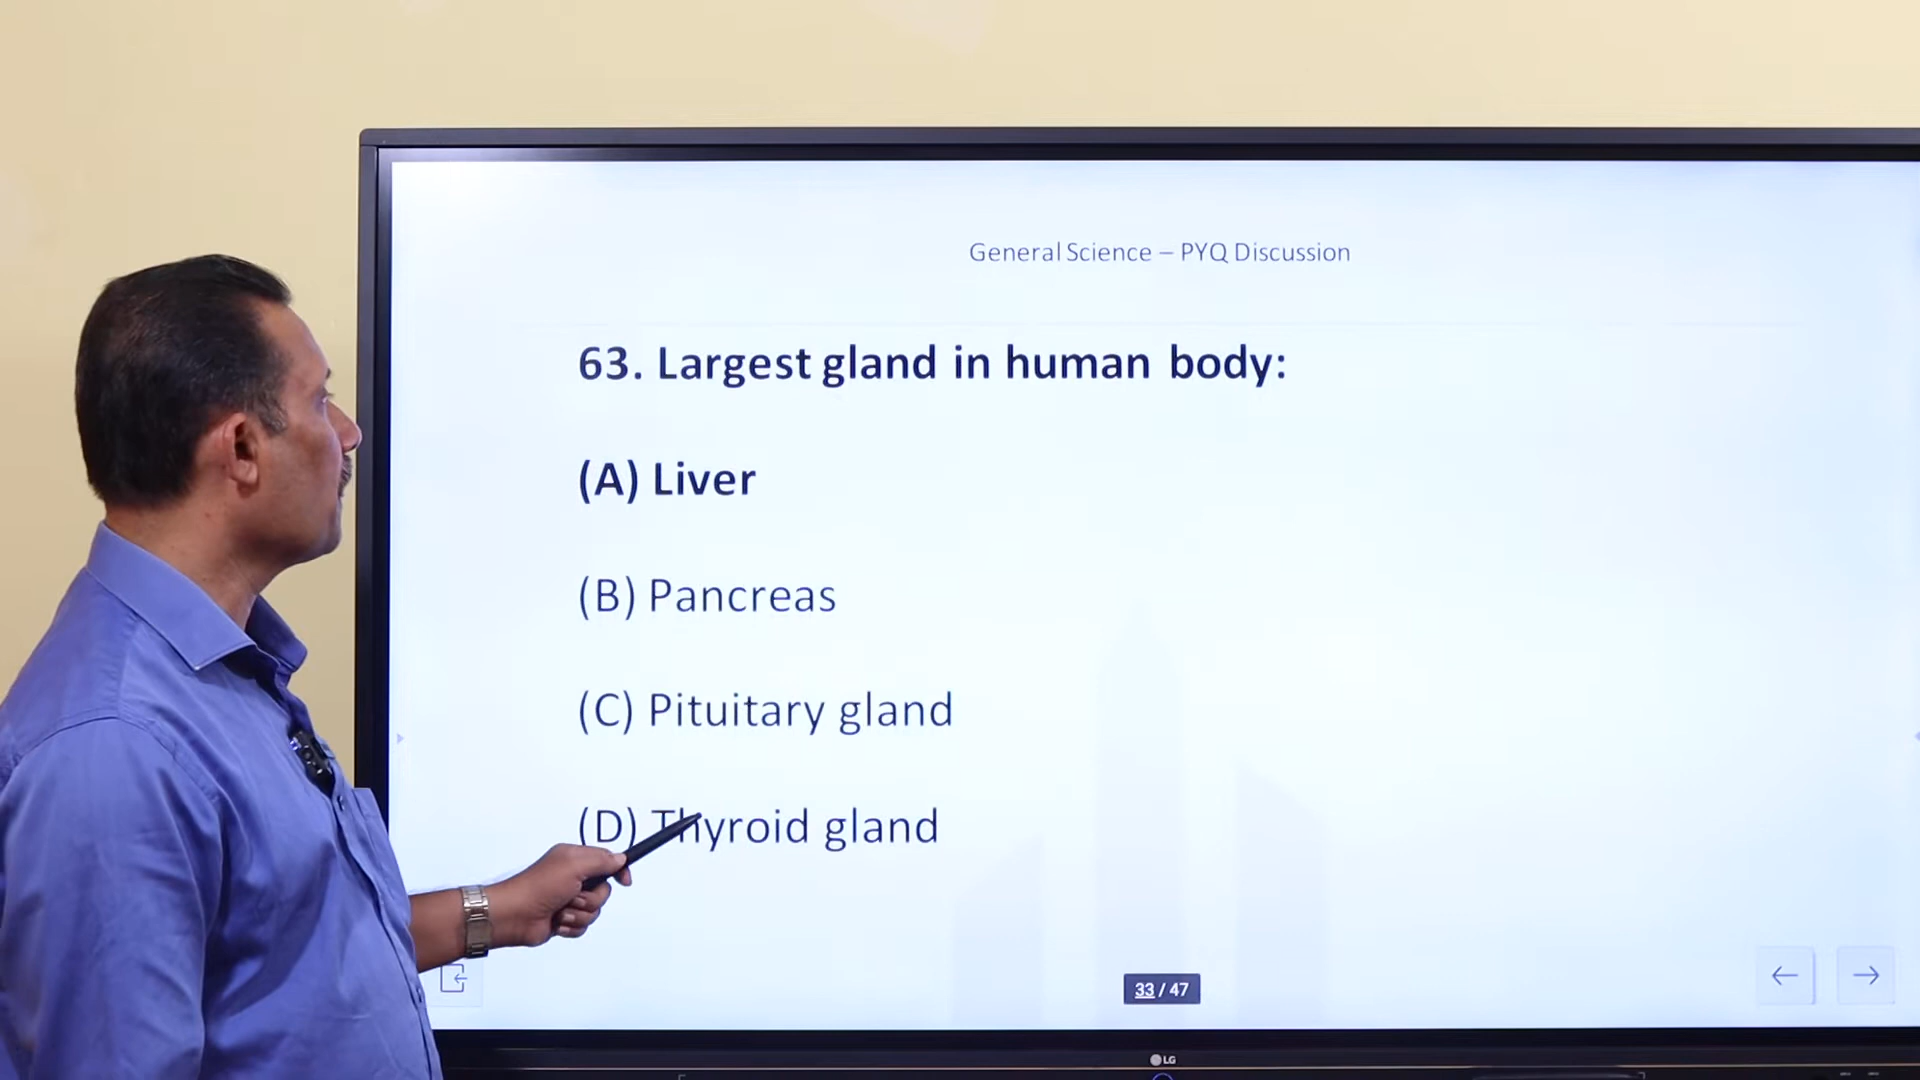 General Science – PYQ Discussion
63. Largest gland in human body:
(A) Liver
(B) Pancreas
(C) Pituitary gland
(D) Thyroid gland
33 / 47
LG